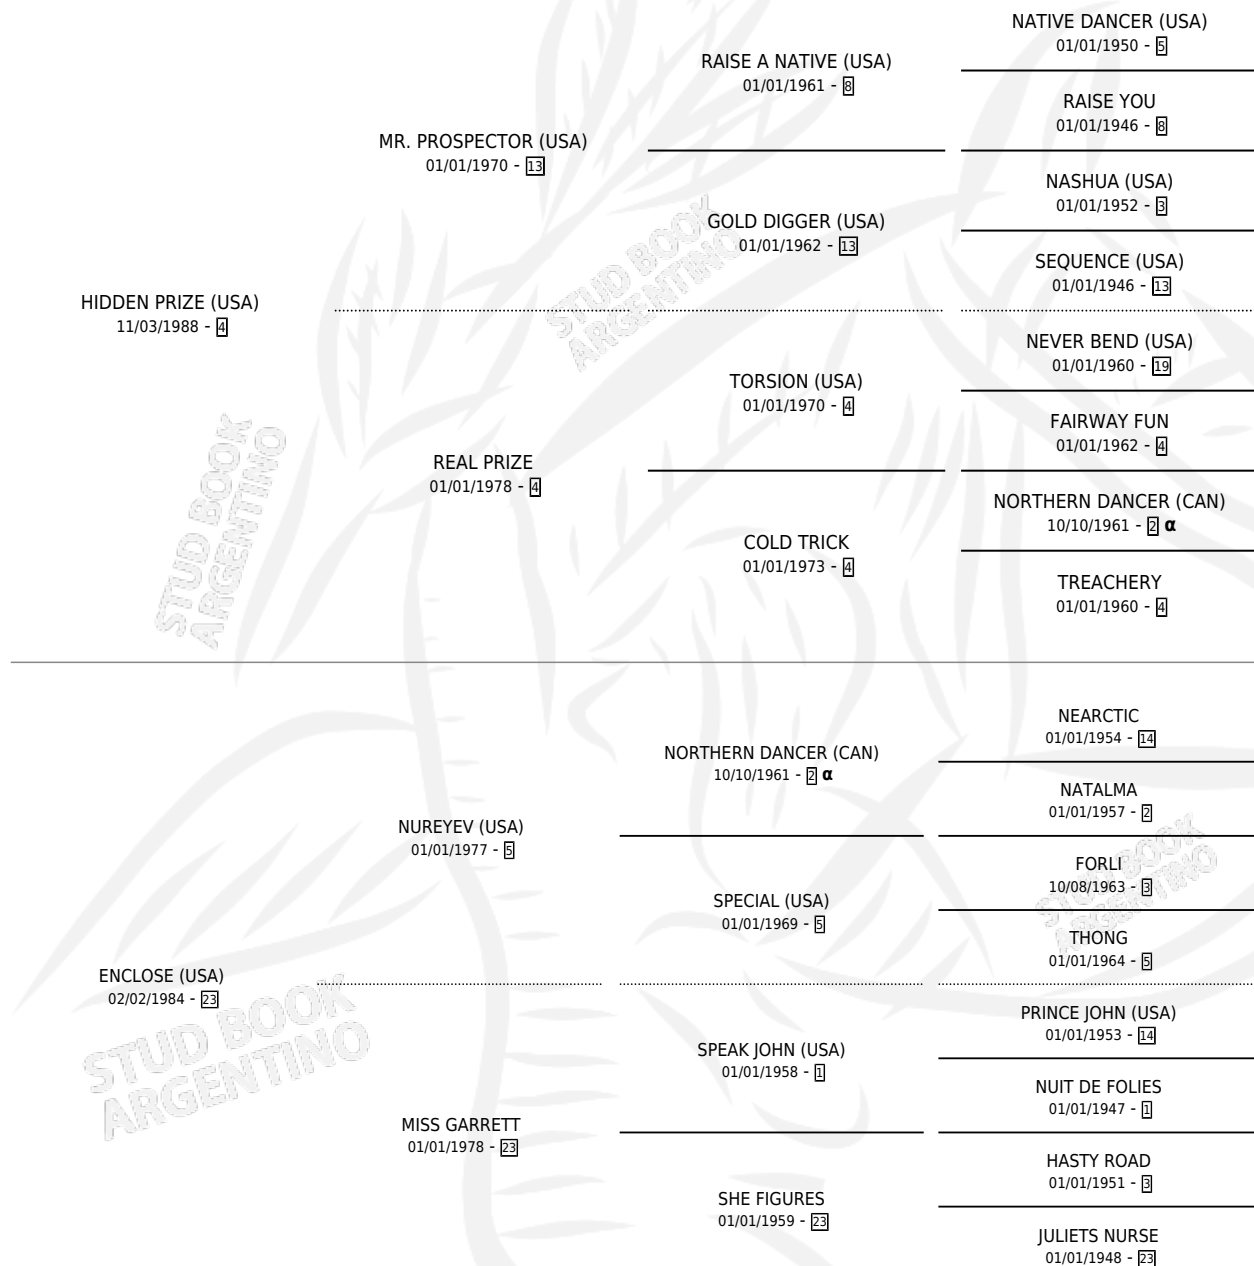 NATIVE DANCER (USA)
01/01/1950 - 5
RAISE A NATIVE (USA)
01/01/1961 - 8
RAISE YOU
01/01/1946 - 8
MR. PROSPECTOR (USA)
01/01/1970 - 13
NASHUA (USA)
01/01/1952 - 3
GOLD DIGGER (USA)
01/01/1962 - 13
SEQUENCE (USA)
01/01/1946 - 13
HIDDEN PRIZE (USA)
11/03/1988 - 4
NEVER BEND (USA)
01/01/1960 - 19
TORSION (USA)
01/01/1970 - 4
FAIRWAY FUN
01/01/1962 - 4
REAL PRIZE
01/01/1978 - 4
NORTHERN DANCER (CAN)
10/10/1961 - 2 α
COLD TRICK
01/01/1973 - 4
TREACHERY
01/01/1960 - 4
NEARCTIC
01/01/1954 - 14
NORTHERN DANCER (CAN)
10/10/1961 - 2 α
NATALMA
01/01/1957 - 2
NUREYEV (USA)
01/01/1977 - 5
FORLI
10/08/1963 - 3
SPECIAL (USA)
01/01/1969 - 5
THONG
01/01/1964 - 5
ENCLOSE (USA)
02/02/1984 - 23
PRINCE JOHN (USA)
01/01/1953 - 14
SPEAK JOHN (USA)
01/01/1958 - 1
NUIT DE FOLIES
01/01/1947 - 1
MISS GARRETT
01/01/1978 - 23
HASTY ROAD
01/01/1951 - 3
SHE FIGURES
01/01/1959 - 23
JULIETS NURSE
01/01/1948 - 23
STUD BOOK
ARGENTINO
STUD BOOK
ARGENTINO
STUD BOOK
ARGENTINO
STUD BOOK
ARGENTINO